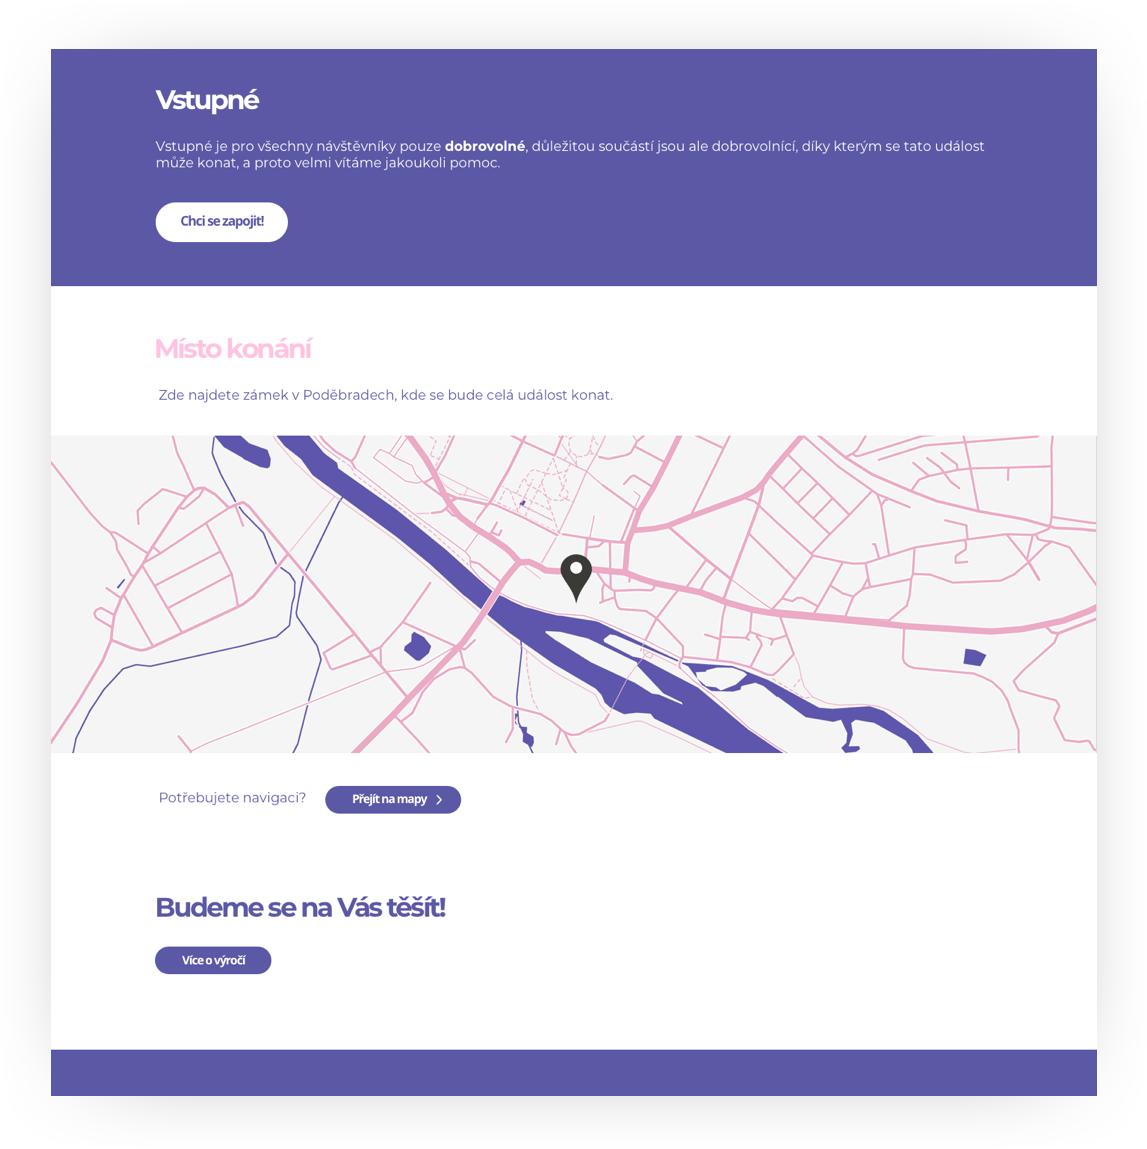 Vstupné
Vstupné je pro všechny návštěvníky pouze dobrovolné, důležitou součástí jsou ale dobrovolnící, díky kterým se tato událost
může konat, a proto velmi vítáme jakoukoli pomoc.
Chci se zapojit!
Místo konání
Zde najdete zámek v Poděbradech, kde se bude celá událost konat.
Potřebujete navigaci?
Přejít na mapy
Budeme se na Vás těšít!
Více o výročí